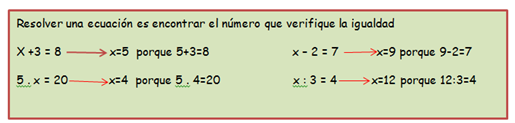 Resolver una ecuación es encontrar el número que verifique la igualdad
X +3 = 8 → x=5 porque 5+3=8 x - 2 = 7 → x=9 porque 9-2=7
5 . x = 20 → x=4 porque 5 . 4=20 x : 3 = 4 → x=12 porque 12:3=4